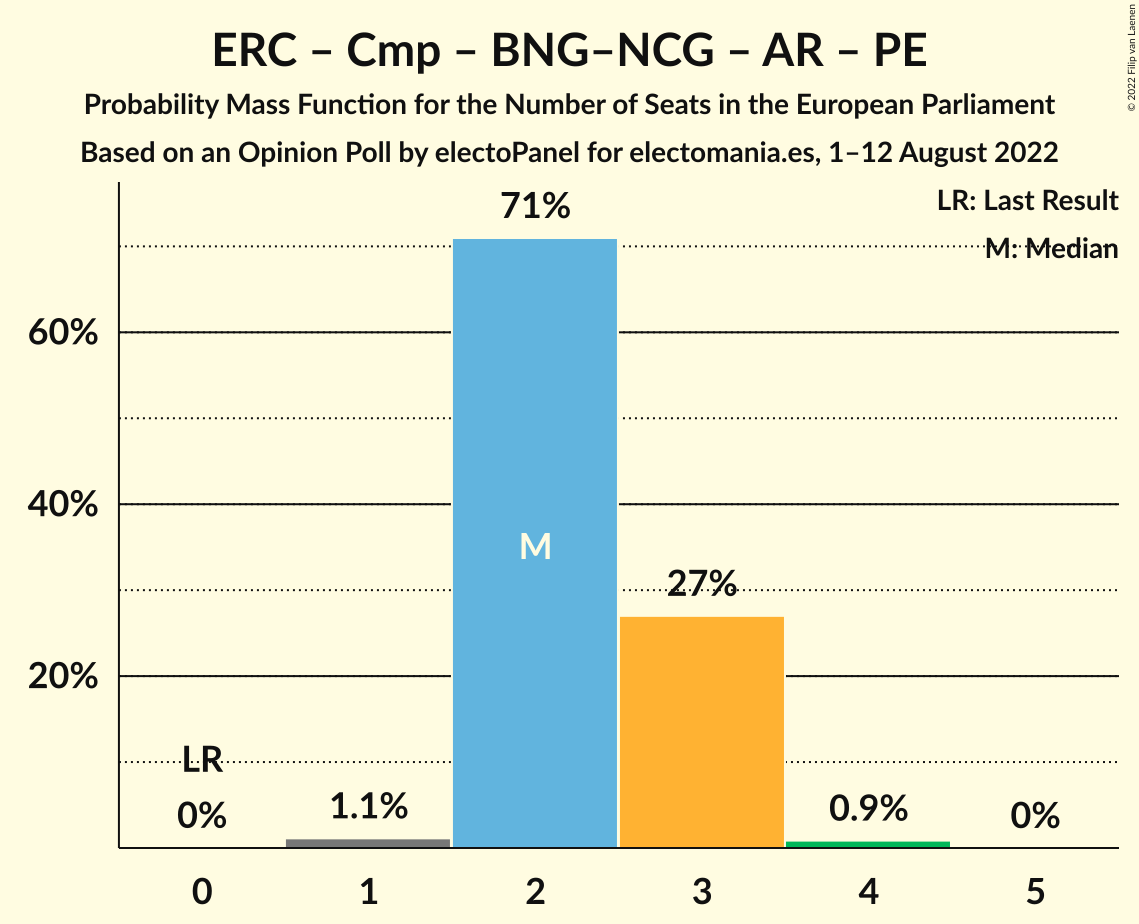 ERC – Cmp – BNG–NCG – AR – PE
Probability Mass Function for the Number of Seats in the European Parliament
Based on an Opinion Poll by electoPanel for electomania.es, 1–12 August 2022
© 2022 Filip van Laenen
LR: Last Result
M: Median
71%
60%
40%
M
27%
20%
LR
0%
1.1%
0.9%
0%
0 1 2 3 4 5